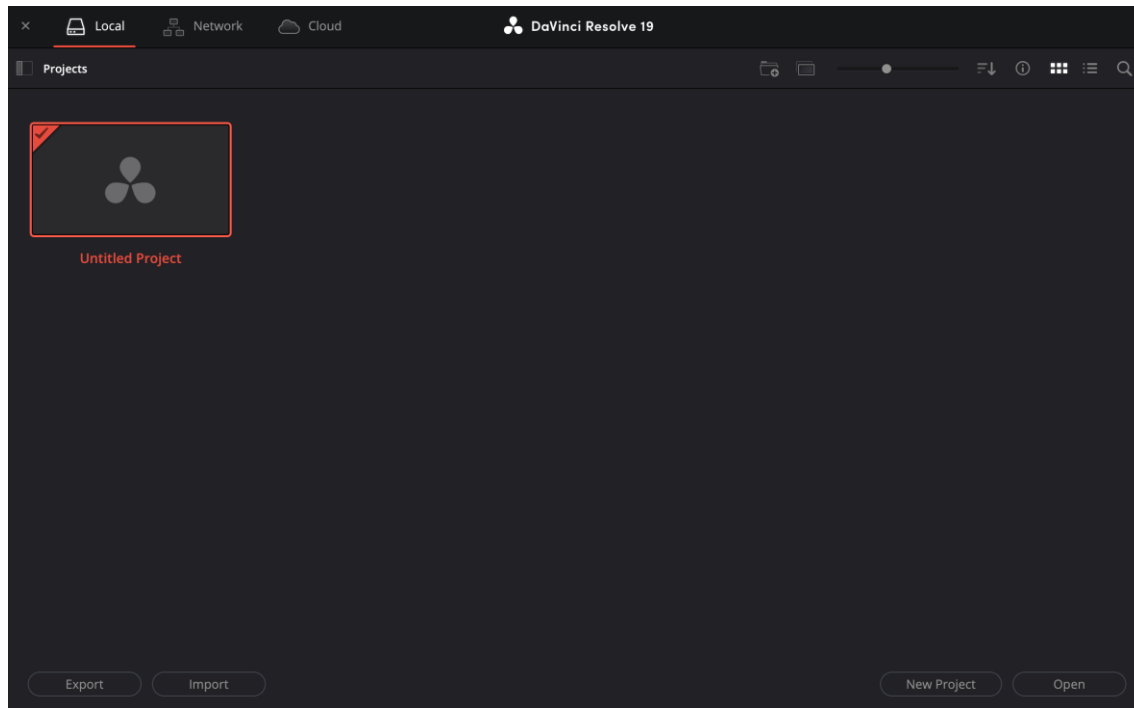 Local Network Cloud DaVinci Resolve 19
Projects
Untitled Project
Export Import New Project Open